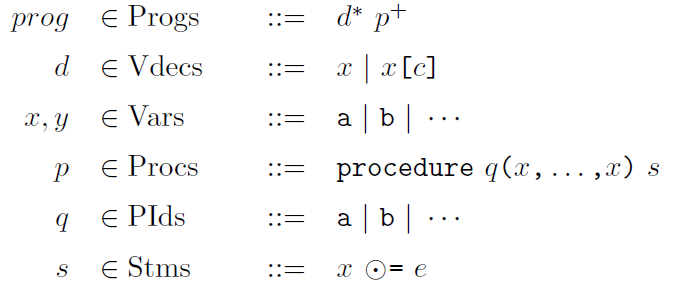 prog ∈ Progs ::= d* p⁺
d ∈ Vdecs ::= x | x[c]
x, y ∈ Vars ::= a | b | ⋯
p ∈ Procs ::= procedure q(x,...,x) s
q ∈ PIds ::= a | b | ⋯
s ∈ Stms ::= x ⊙= e